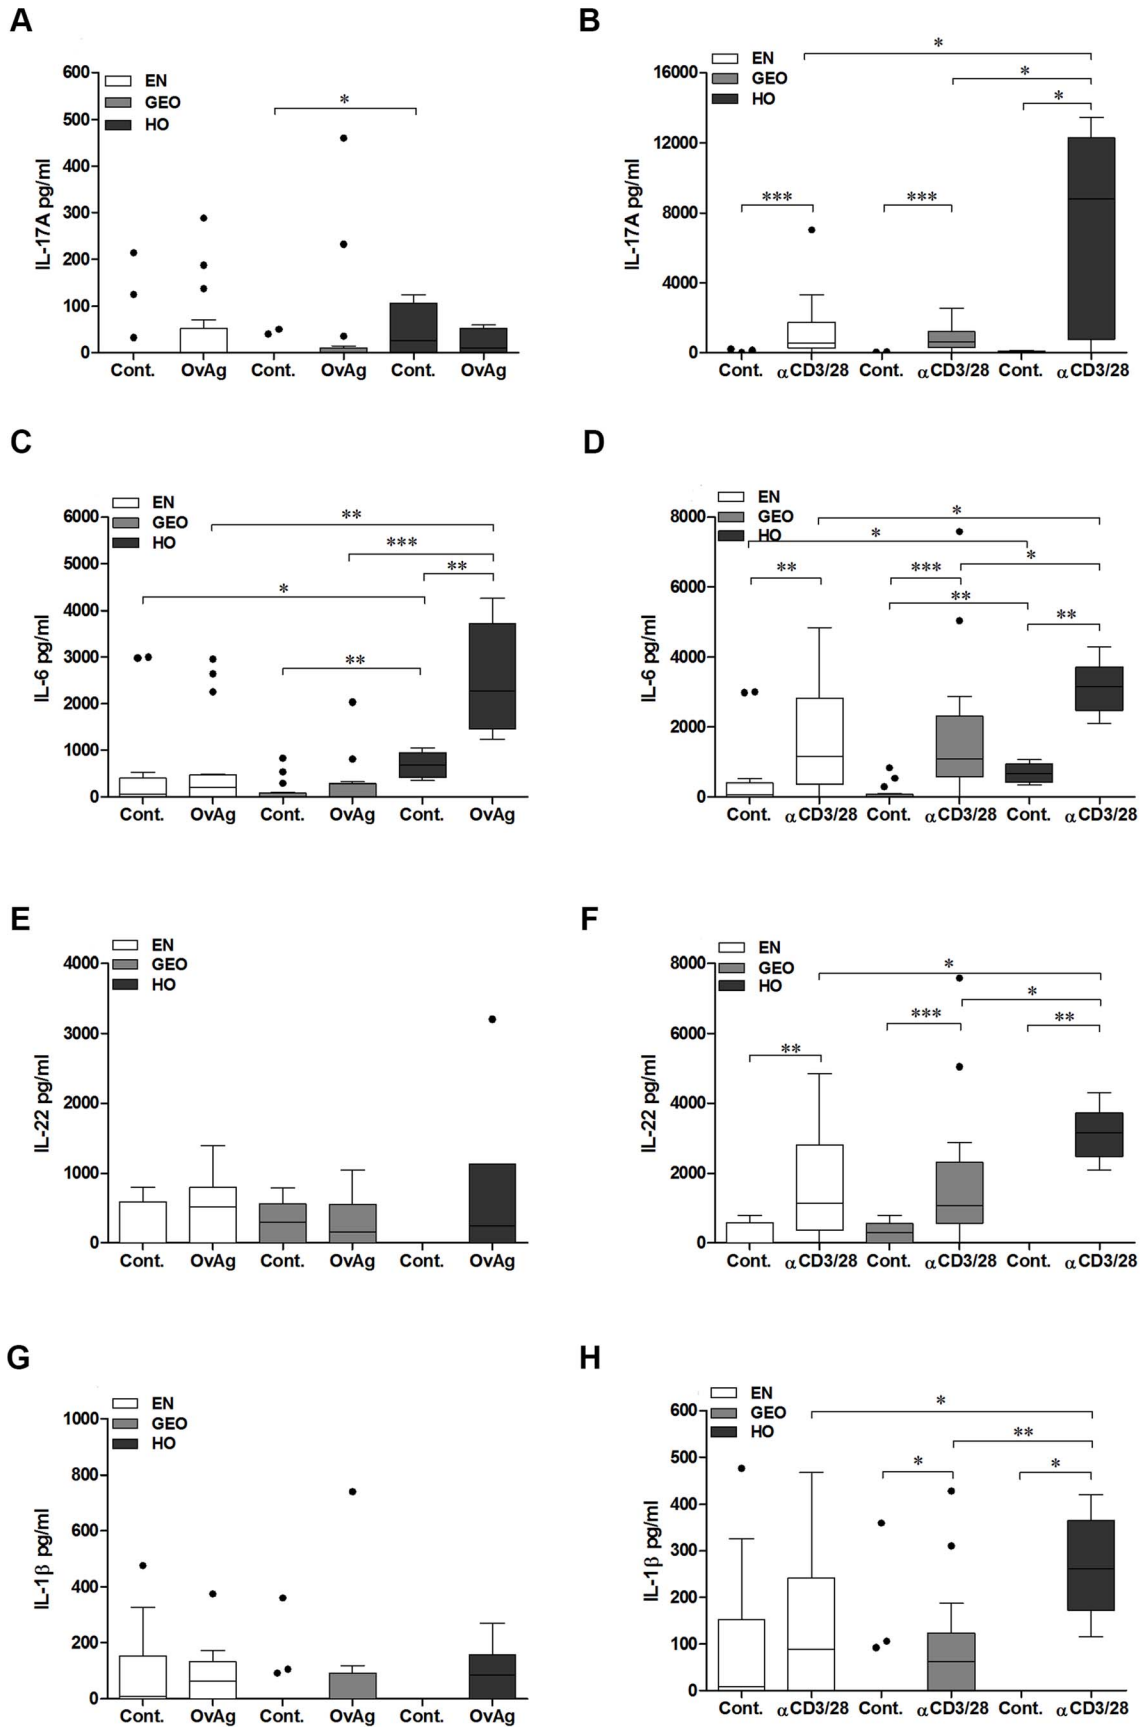 A
EN
GEO
HO
IL-17A pg/ml
600
500
400
300
200
100
0
*
Cont. OvAg Cont. OvAg Cont. OvAg
B
EN
GEO
HO
IL-17A pg/ml
16000
12000
8000
4000
0
*
*
*
*** ***
Cont. αCD3/28 Cont. αCD3/28 Cont. αCD3/28
C
EN
GEO
HO
IL-6 pg/ml
6000
5000
4000
3000
2000
1000
0
**
***
**
*
**
Cont. OvAg Cont. OvAg Cont. OvAg
D
EN
GEO
HO
IL-6 pg/ml
8000
6000
4000
2000
0
*
*
*
** ***
**
**
Cont. αCD3/28 Cont. αCD3/28 Cont. αCD3/28
E
EN
GEO
HO
IL-22 pg/ml
4000
3000
2000
1000
0
Cont. OvAg Cont. OvAg Cont. OvAg
F
EN
GEO
HO
IL-22 pg/ml
8000
6000
4000
2000
0
*
*
*** **
**
Cont. αCD3/28 Cont. αCD3/28 Cont. αCD3/28
G
EN
GEO
HO
IL-1β pg/ml
1000
800
600
400
200
0
Cont. OvAg Cont. OvAg Cont. OvAg
H
EN
GEO
HO
IL-1β pg/ml
600
500
400
300
200
100
0
*
**
* *
Cont. αCD3/28 Cont. αCD3/28 Cont. αCD3/28